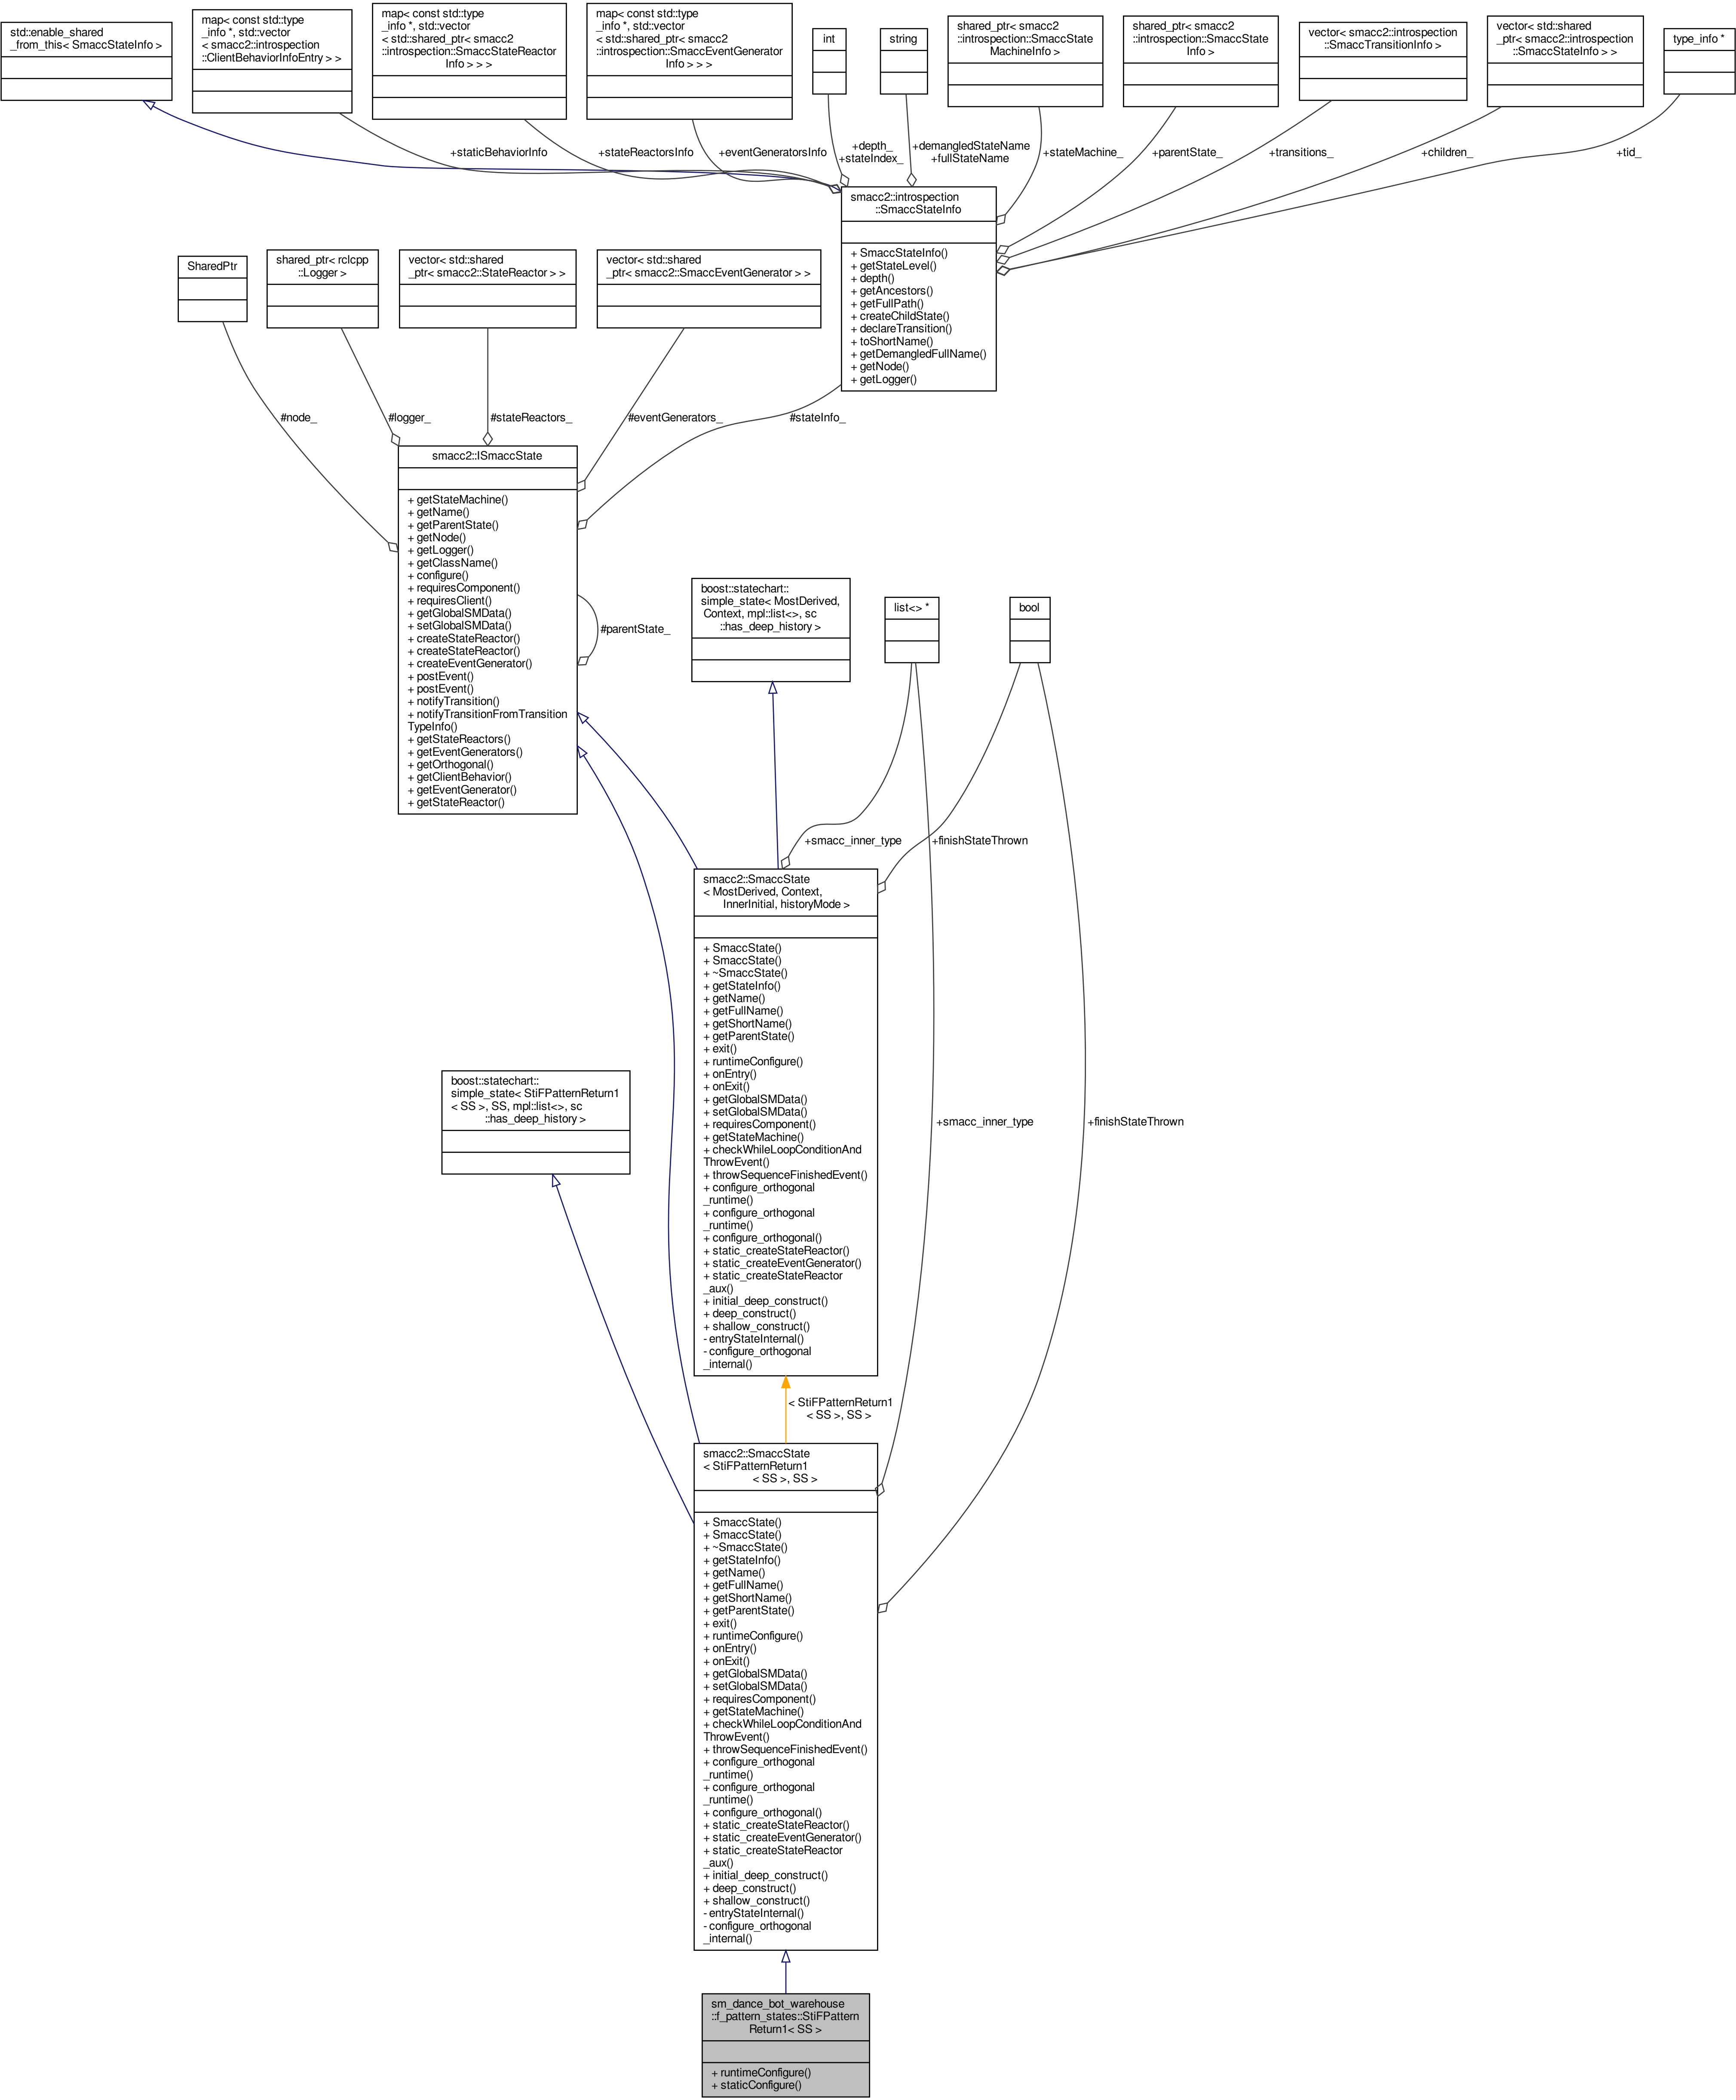 std::enable_shared
_from_this< SmaccStateInfo >
map< const std::type
_info *, std::vector
< smacc2::introspection
::ClientBehaviorInfoEntry > >
map< const std::type
_info *, std::vector
< std::shared_ptr< smacc2
::introspection::SmaccStateReactor
Info > > >
map< const std::type
_info *, std::vector
< std::shared_ptr< smacc2
::introspection::SmaccEventGenerator
Info > > >
int
string
shared_ptr< smacc2
::introspection::SmaccState
MachineInfo >
shared_ptr< smacc2
::introspection::SmaccState
Info >
vector< smacc2::introspection
::SmaccTransitionInfo >
vector< std::shared
_ptr< smacc2::introspection
::SmaccStateInfo > >
type_info *
+staticBehaviorInfo
+stateReactorsInfo
+eventGeneratorsInfo
+depth_
+stateIndex_
+demangledStateName
+fullStateName
+stateMachine_
+parentState_
+transitions_
+children_
+tid_
smacc2::introspection
::SmaccStateInfo
+ SmaccStateInfo()
+ getStateLevel()
+ depth()
+ getAncestors()
+ getFullPath()
+ createChildState()
+ declareTransition()
+ toShortName()
+ getDemangledFullName()
+ getNode()
+ getLogger()
SharedPtr
shared_ptr< rclcpp
::Logger >
vector< std::shared
_ptr< smacc2::StateReactor > >
vector< std::shared
_ptr< smacc2::SmaccEventGenerator > >
#node_
#logger_
#stateReactors_
#eventGenerators_
#stateInfo_
smacc2::ISmaccState
+ getStateMachine()
+ getName()
+ getParentState()
+ getNode()
+ getLogger()
+ getClassName()
+ configure()
+ requiresComponent()
+ requiresClient()
+ getGlobalSMData()
+ setGlobalSMData()
+ createStateReactor()
+ createStateReactor()
+ createEventGenerator()
+ postEvent()
+ postEvent()
+ notifyTransition()
+ notifyTransitionFromTransition
TypeInfo()
+ getStateReactors()
+ getEventGenerators()
+ getOrthogonal()
+ getClientBehavior()
+ getEventGenerator()
+ getStateReactor()
#parentState_
boost::statechart::
simple_state< MostDerived,
Context, mpl::list<>, sc
::has_deep_history >
list<> *
bool
+smacc_inner_type
+finishStateThrown
smacc2::SmaccState
< MostDerived, Context,
InnerInitial, historyMode >
+ SmaccState()
+ SmaccState()
+ ~SmaccState()
+ getStateInfo()
+ getName()
+ getFullName()
+ getShortName()
+ getParentState()
+ exit()
+ runtimeConfigure()
+ onEntry()
+ onExit()
+ getGlobalSMData()
+ setGlobalSMData()
+ requiresComponent()
+ getStateMachine()
+ checkWhileLoopConditionAnd
ThrowEvent()
+ throwSequenceFinishedEvent()
+ configure_orthogonal
_runtime()
+ configure_orthogonal
_runtime()
+ configure_orthogonal()
+ static_createStateReactor()
+ static_createEventGenerator()
+ static_createStateReactor
_aux()
+ initial_deep_construct()
+ deep_construct()
+ shallow_construct()
- entryStateInternal()
- configure_orthogonal
_internal()
boost::statechart::
simple_state< StiFPatternReturn1
< SS >, SS, mpl::list<>, sc
::has_deep_history >
+smacc_inner_type
+finishStateThrown
< StiFPatternReturn1
< SS >, SS >
smacc2::SmaccState
< StiFPatternReturn1
< SS >, SS >
+ SmaccState()
+ SmaccState()
+ ~SmaccState()
+ getStateInfo()
+ getName()
+ getFullName()
+ getShortName()
+ getParentState()
+ exit()
+ runtimeConfigure()
+ onEntry()
+ onExit()
+ getGlobalSMData()
+ setGlobalSMData()
+ requiresComponent()
+ getStateMachine()
+ checkWhileLoopConditionAnd
ThrowEvent()
+ throwSequenceFinishedEvent()
+ configure_orthogonal
_runtime()
+ configure_orthogonal
_runtime()
+ configure_orthogonal()
+ static_createStateReactor()
+ static_createEventGenerator()
+ static_createStateReactor
_aux()
+ initial_deep_construct()
+ deep_construct()
+ shallow_construct()
- entryStateInternal()
- configure_orthogonal
_internal()
sm_dance_bot_warehouse
::f_pattern_states::StiFPattern
Return1< SS >
+ runtimeConfigure()
+ staticConfigure()